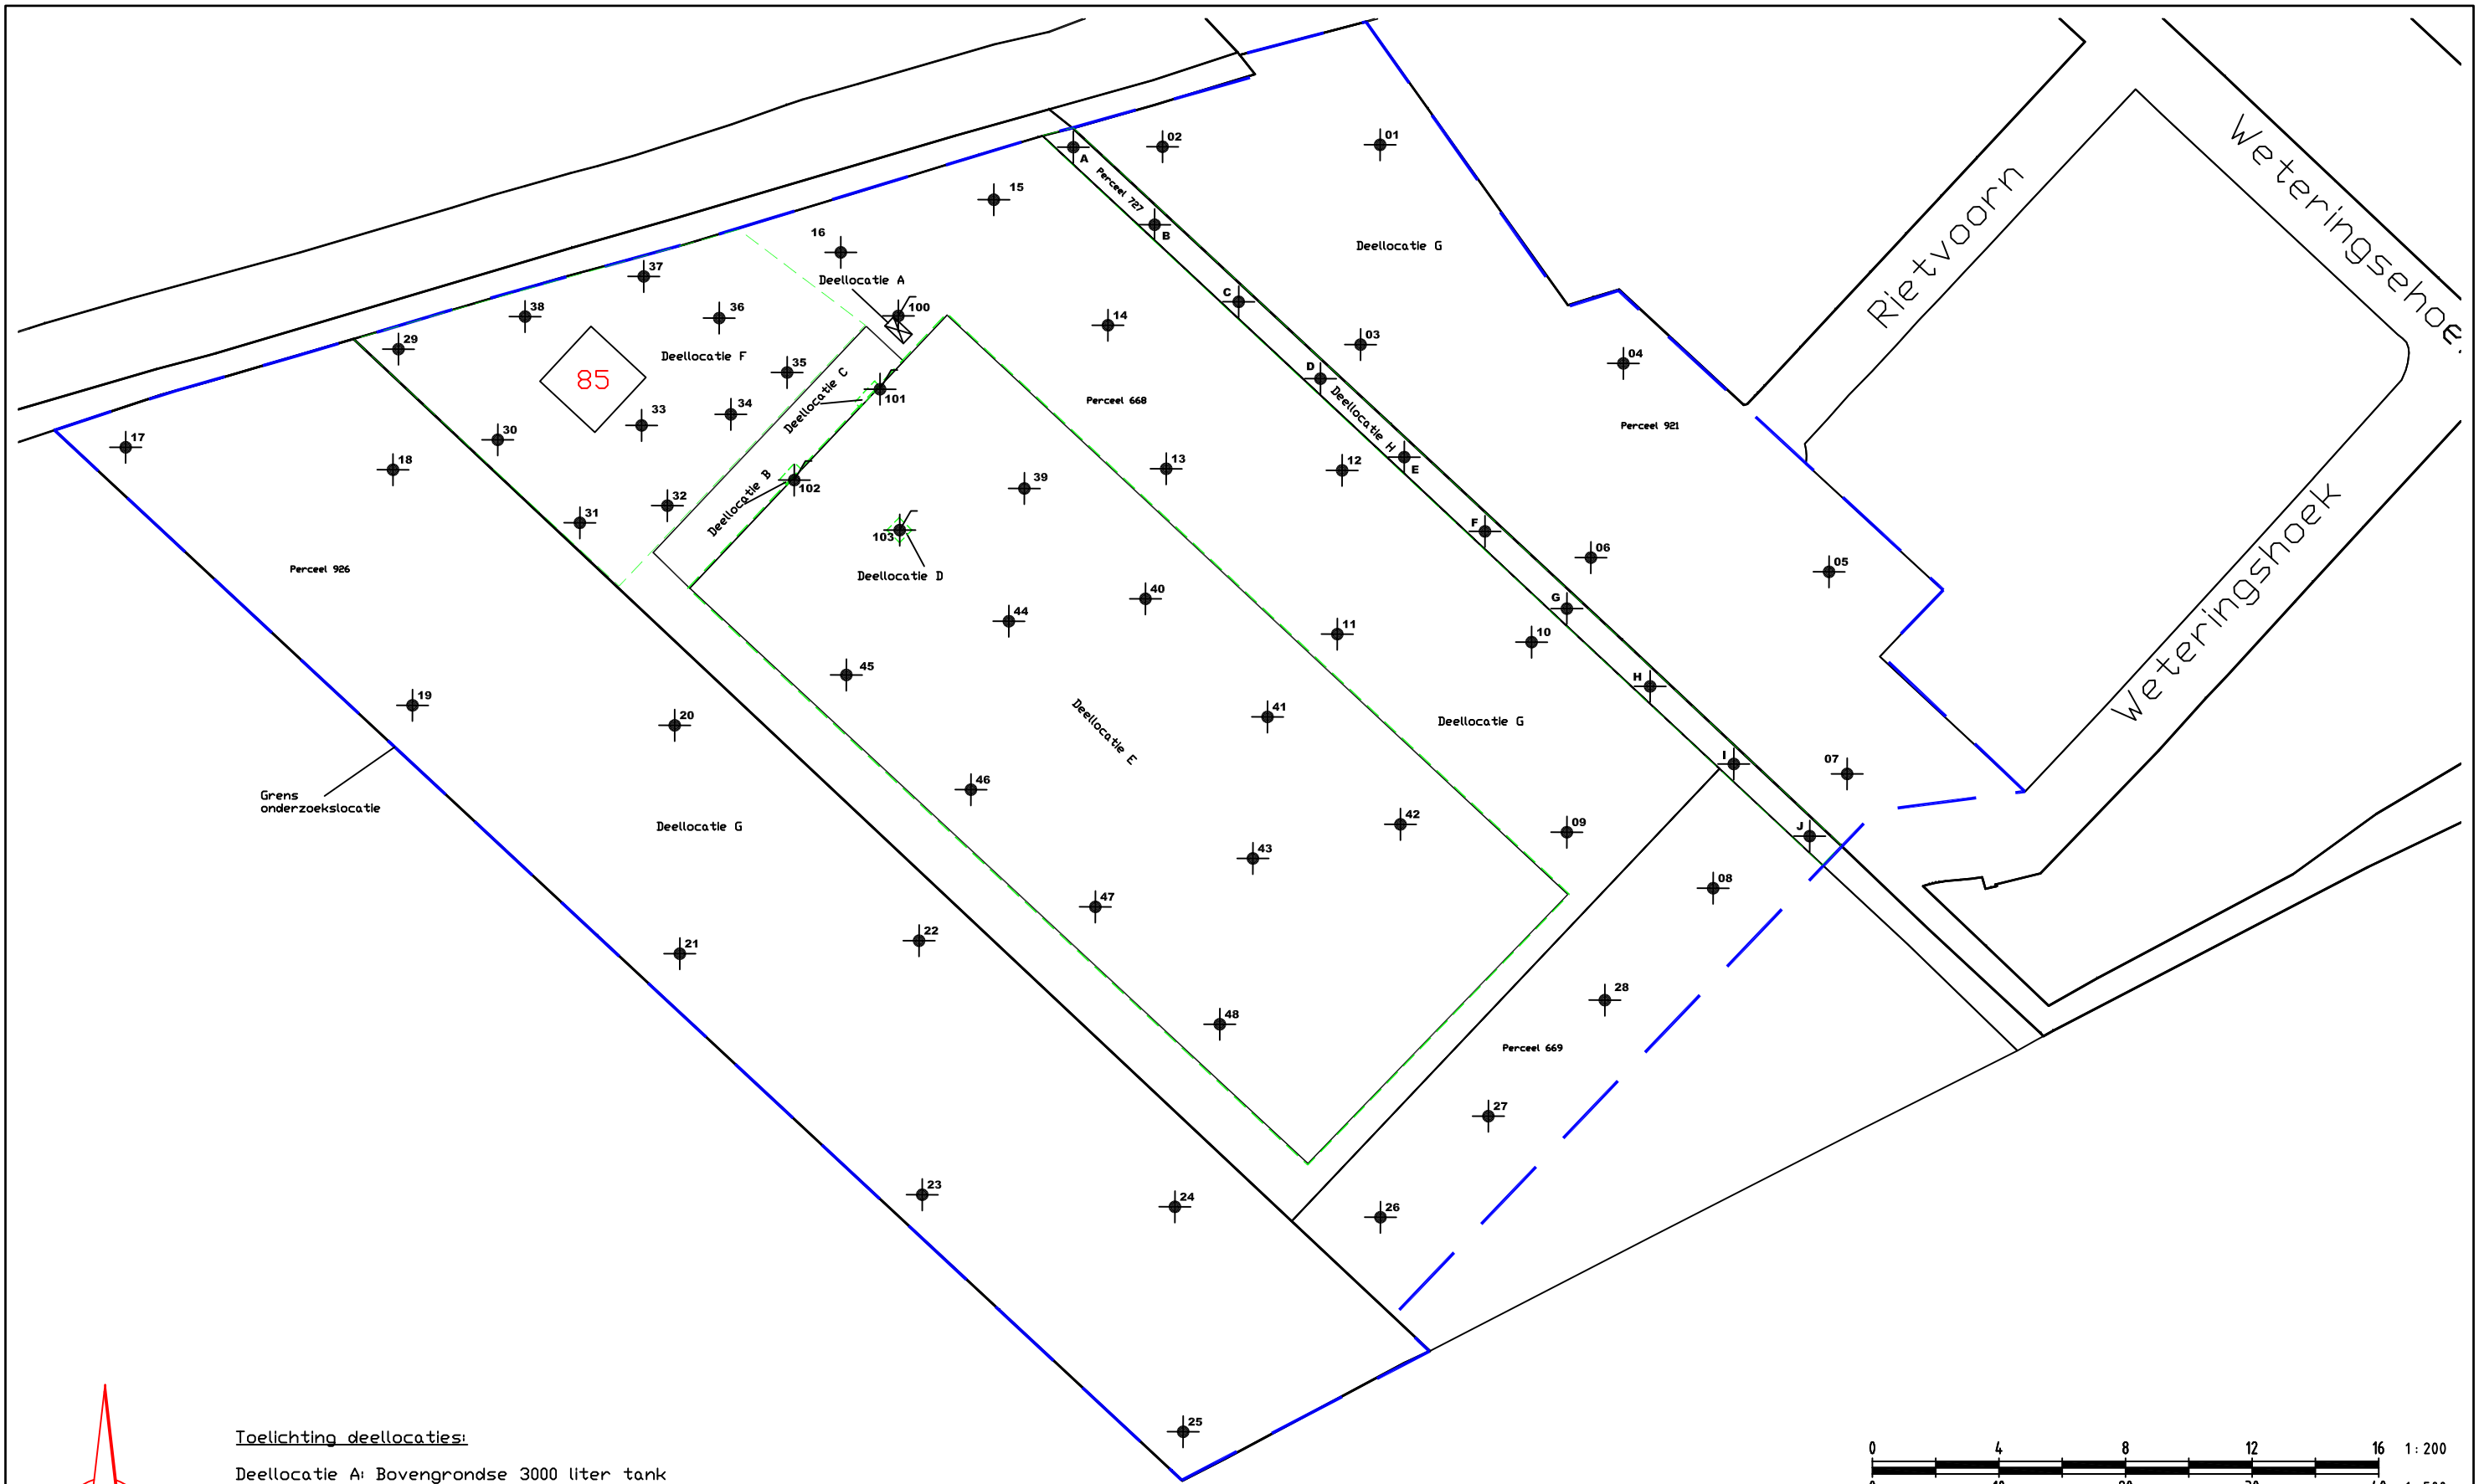 02
01
A
Perceel 727
15
B
16
Deellocatie G
37
Deellocatie A
C
38
36
100
14
03
29
Deellocatie F
04
D
85
35
Deellocatie C
101
Perceel 668
Deellocatie H
Perceel 921
33
34
17
30
18
12
13
E
Deellocatie B
102
39
32
31
F
103
06
05
Perceel 926
Deellocatie D
40
G
44
11
10
45
H
19
20
41
Deellocatie E
Deellocatie G
I
07
46
Grens
onderzoekslocatie
Deellocatie G
42
09
J
43
08
47
22
21
28
48
Perceel 669
27
23
24
26
25
Rietvoorn
Weteringsehoe
Weteringshoek
Toelichting deellocaties:
Deellocatie A: Bovengrondse 3000 liter tank
0 4 8 12 16 1:200